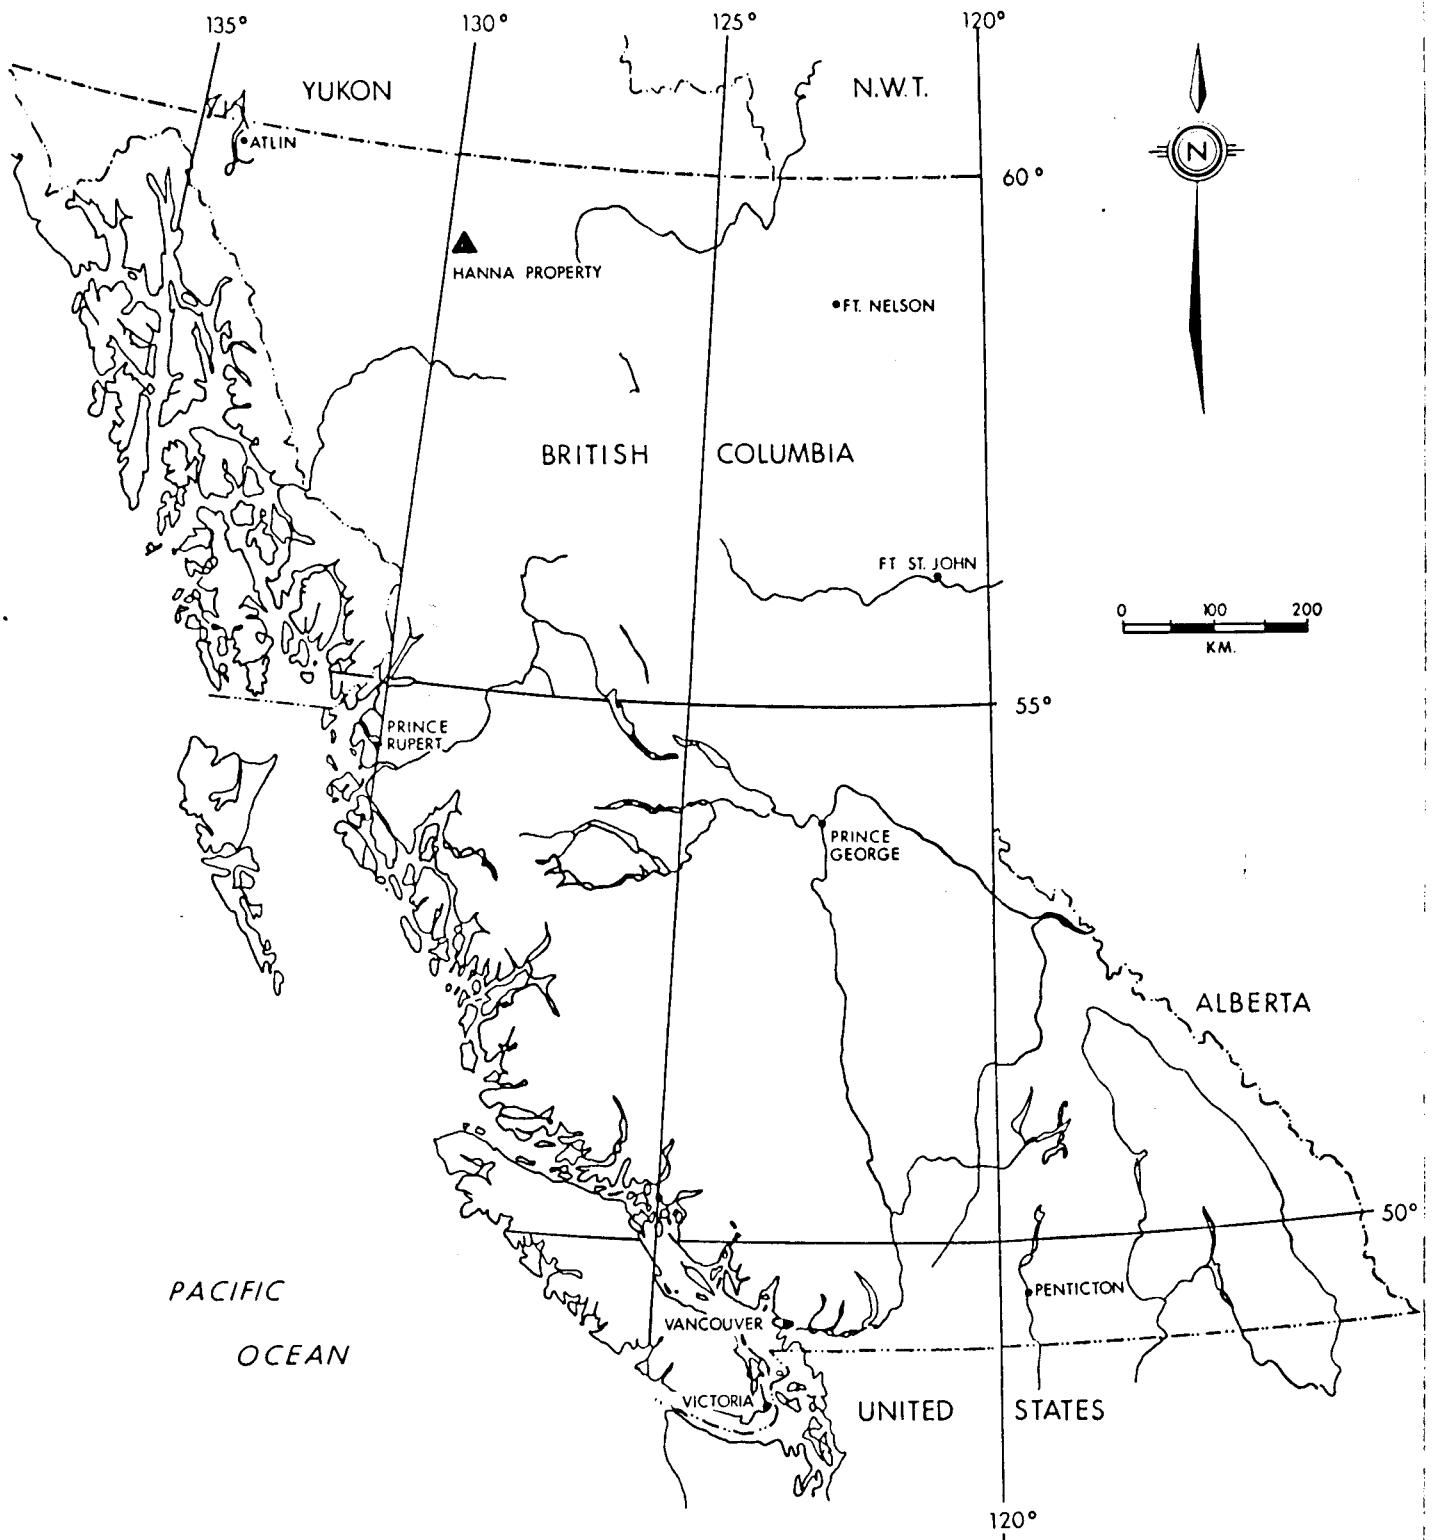 135°
130°
125°
120°
YUKON
N.W.T.
ATLIN
N
60°
HANNA PROPERTY
FT. NELSON
BRITISH COLUMBIA
FT ST. JOHN
0 100 200
KM.
55°
PRINCE
RUPERT
PRINCE
GEORGE
ALBERTA
50°
PACIFIC
OCEAN
PENTICTON
VANCOUVER
VICTORIA
UNITED STATES
120°